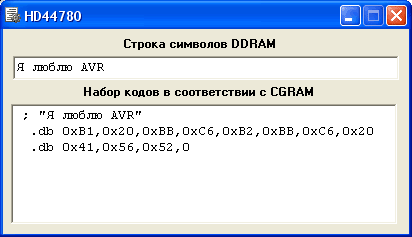 HD44780
Строка символов DDRAM
Я люблю AVR
Набор кодов в соответствии с CGRAM
; "Я люблю AVR"
.db 0xB1,0x20,0xBB,0xC6,0xB2,0xBB,0xC6,0x20
.db 0x41,0x56,0x52,0